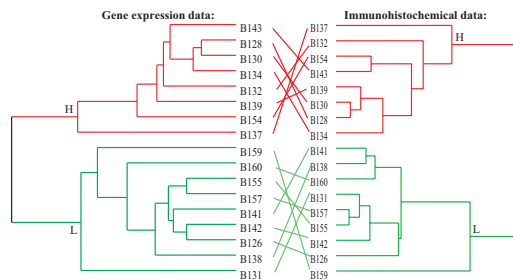 Gene expression data:
B143
B128
B130
B134
B132
B139
B154
B137
B159
B160
B155
B157
B141
B142
B126
B138
B131
H
L
Immunohistochemical data:
B137
B132
B154
B143
B139
B130
B128
B134
B141
B138
B160
B131
B157
B155
B142
B126
B159
H
L